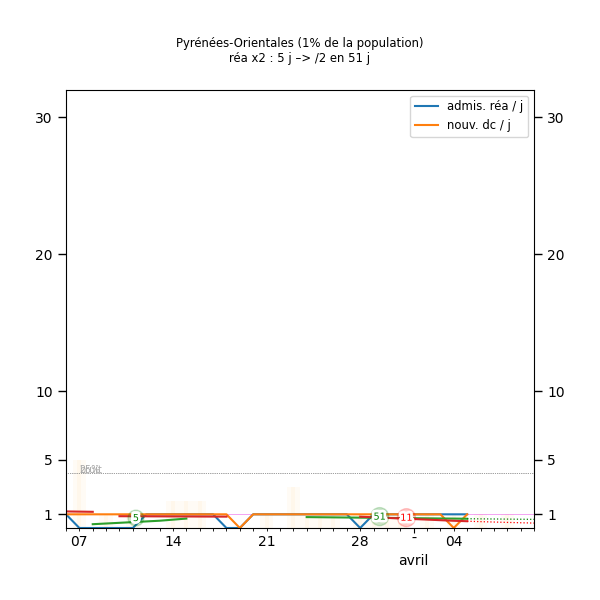 Pyrénées-Orientales (1% de la population)
réa x2 : 5 j –> /2 en 51 j
admis. réa / j
nouv. dc / j
30 30
20 20
10 10
5 5
1 1
5 51 11
07 14 21 28 - 04
avril